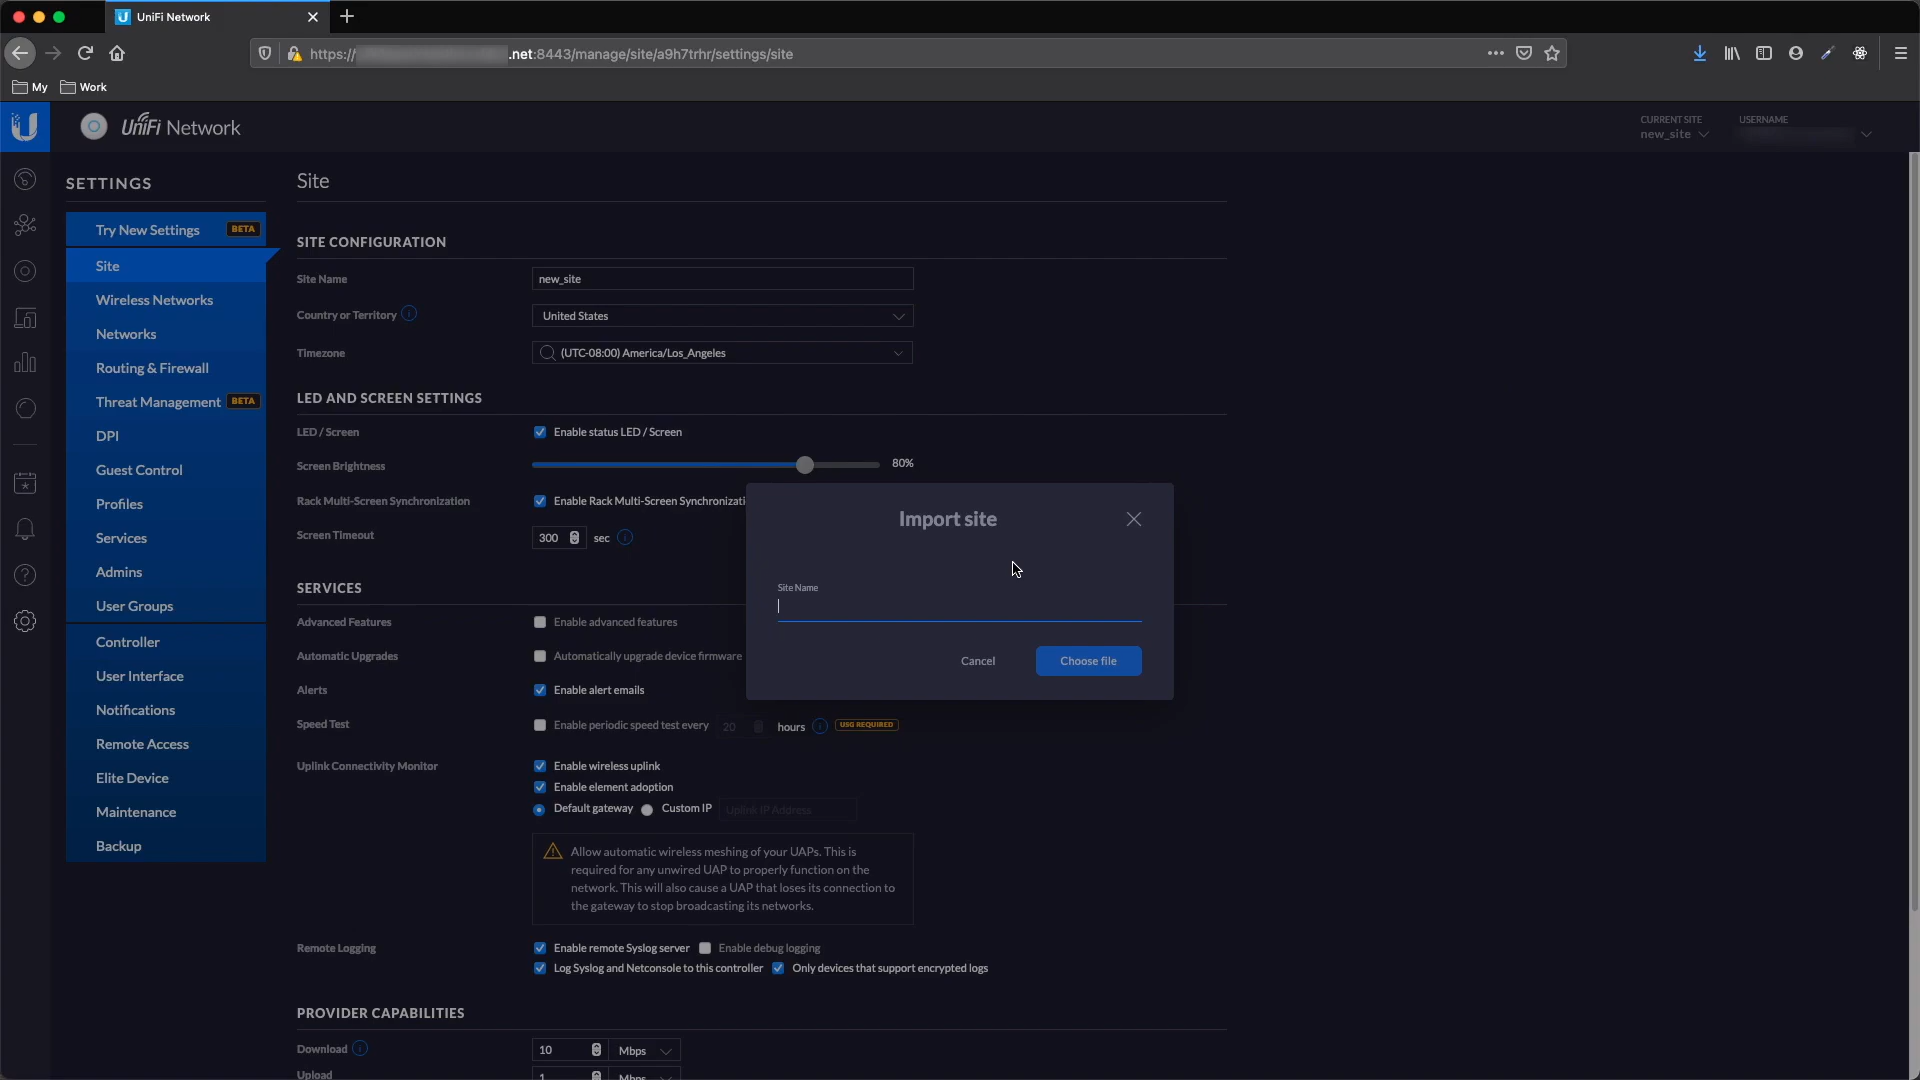 UniFi Network
https://
.net:8443/manage/site/a9h7trhr/settings/site
My
Work
UniFi Network
CURRENT SITE
new_site
USERNAME
SETTINGS
Try New Settings BETA
Site
Wireless Networks
Networks
Routing & Firewall
Threat Management BETA
DPI
Guest Control
Profiles
Services
Admins
User Groups
Controller
User Interface
Notifications
Remote Access
Elite Device
Maintenance
Backup
Site
SITE CONFIGURATION
Site Name new_site
Country or Territory United States
Timezone (UTC-08:00) America/Los_Angeles
LED AND SCREEN SETTINGS
LED / Screen Enable status LED / Screen
Screen Brightness 80%
Rack Multi-Screen Synchronization Enable Rack Multi-Screen Synchronizati
Screen Timeout 300 sec
SERVICES
Advanced Features Enable advanced features
Automatic Upgrades Automatically upgrade device firmware
Alerts Enable alert emails
Speed Test Enable periodic speed test every 20 hours USG REQUIRED
Uplink Connectivity Monitor Enable wireless uplink
Enable element adoption
Default gateway Custom IP Uplink IP Address
Allow automatic wireless meshing of your UAPs. This is
required for any unwired UAP to properly function on the
network. This will also cause a UAP that loses its connection to
the gateway to stop broadcasting its networks.
Remote Logging Enable remote Syslog server Enable debug logging
Log Syslog and Netconsole to this controller Only devices that support encrypted logs
PROVIDER CAPABILITIES
Download 10 Mbps
Upload 1 Mbps
Import site
Site Name
Cancel
Choose file